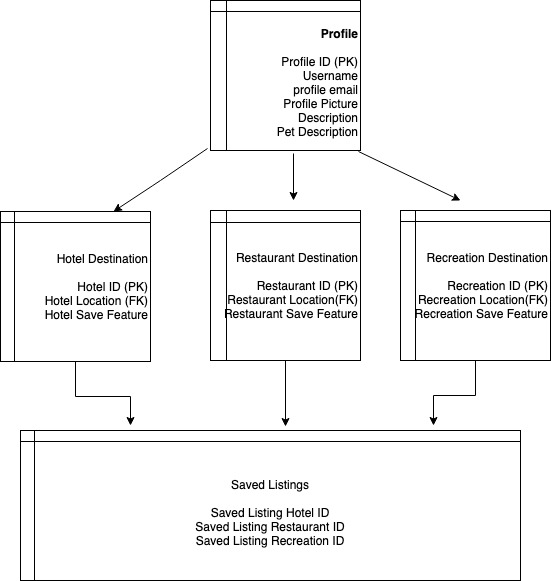 Profile
Profile ID (PK)
Username
profile email
Profile Picture
Description
Pet Description
Hotel Destination
Hotel ID (PK)
Hotel Location (FK)
Hotel Save Feature
Restaurant Destination
Restaurant ID (PK)
Restaurant Location(FK)
Restaurant Save Feature
Recreation Destination
Recreation ID (PK)
Recreation Location(FK)
Recreation Save Feature
Saved Listings
Saved Listing Hotel ID
Saved Listing Restaurant ID
Saved Listing Recreation ID